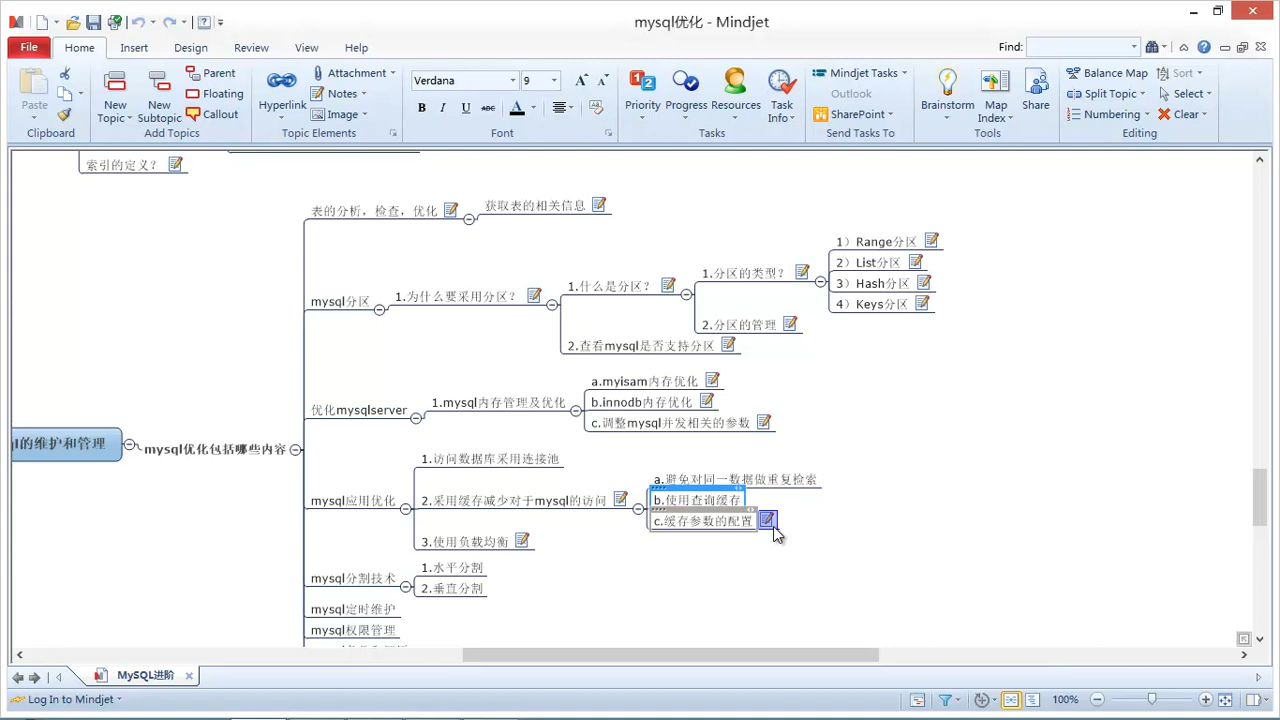 mysql优化 - Mindjet
File
Home
Insert
Design
Review
View
Help
Find:
Paste
Clipboard
New Topic
New Subtopic
Parent
Floating
Callout
Add Topics
Hyperlink
Attachment
Notes
Image
Topic Elements
Verdana
9
B I U abc A
Font
Priority
Progress
Resources
Task Info
Tasks
Mindjet Tasks
Outlook
SharePoint
Send Tasks To
Brainstorm
Map Index
Share
Tools
Balance Map
Split Topic
Numbering
Sort
Select
Clear
Editing
索引的定义?
表的分析,检查,优化
获取表的相关信息
mysql分区
1.为什么要采用分区?
1.什么是分区?
1.分区的类型?
1)Range分区
2)List分区
3)Hash分区
4)Keys分区
2.分区的管理
2.查看mysql是否支持分区
优化mysqlserver
1.mysql内存管理及优化
a.myisam内存优化
b.innodb内存优化
c.调整mysql并发相关的参数
l的维护和管理
mysql优化包括哪些内容
mysql应用优化
1.访问数据库采用连接池
2.采用缓存减少对于mysql的访问
a.避免对同一数据做重复检索
b.使用查询缓存
c.缓存参数的配置
3.使用负载均衡
mysql分割技术
1.水平分割
2.垂直分割
mysql定时维护
mysql权限管理
MySQL进阶
Log In to Mindjet
100%